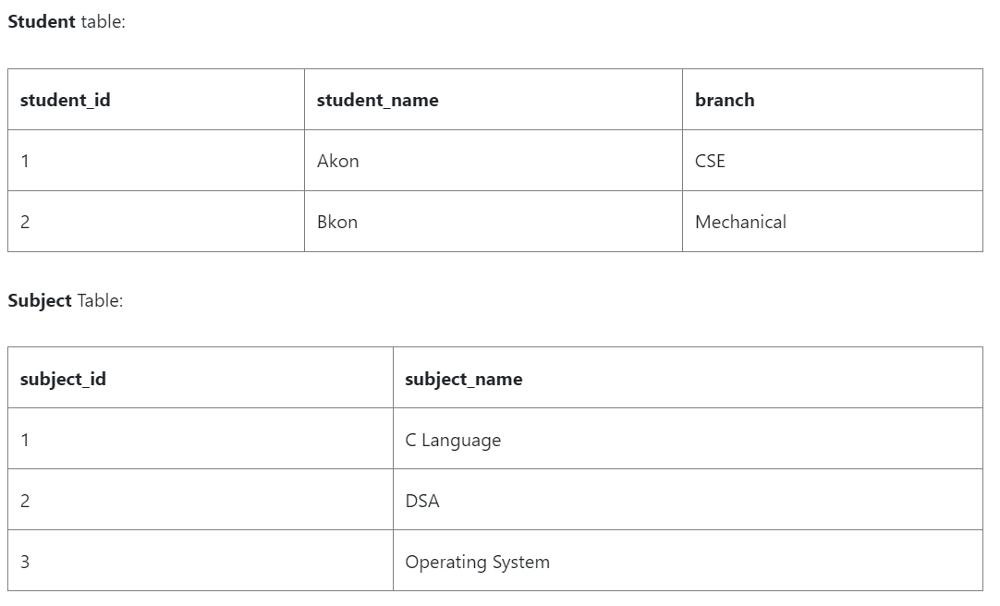 Student table:
student_id student_name branch
1 Akon CSE
2 Bkon Mechanical
Subject Table:
subject_id subject_name
1 C Language
2 DSA
3 Operating System